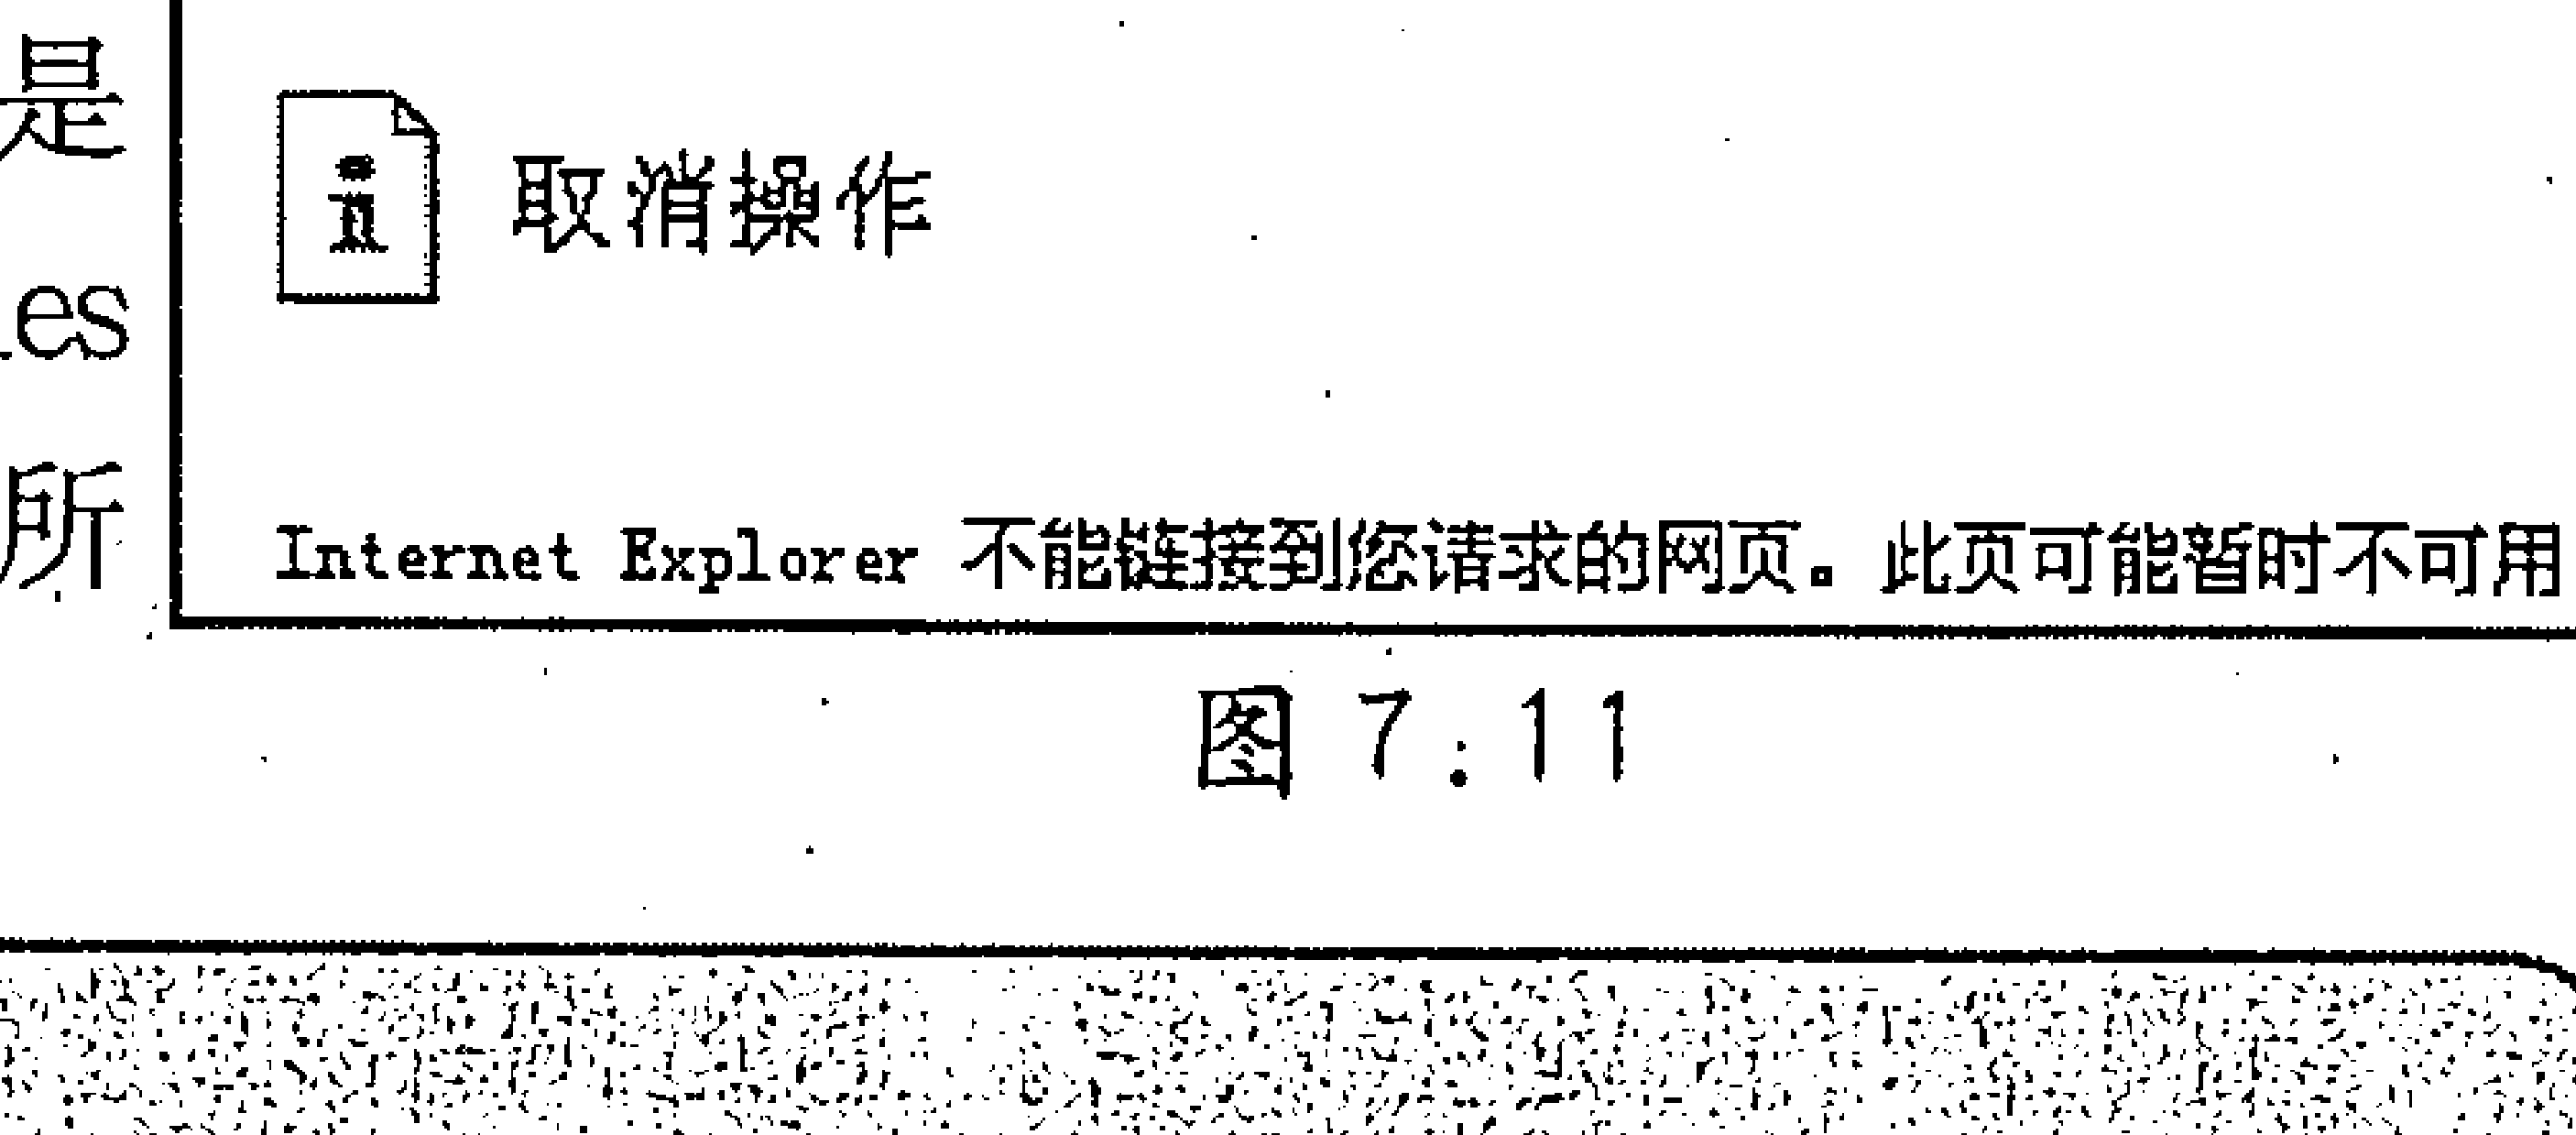 是
取消操作
es
所
Internet Explorer 不能链接到您请求的网页。此页可能暂时不可用
图 7.11